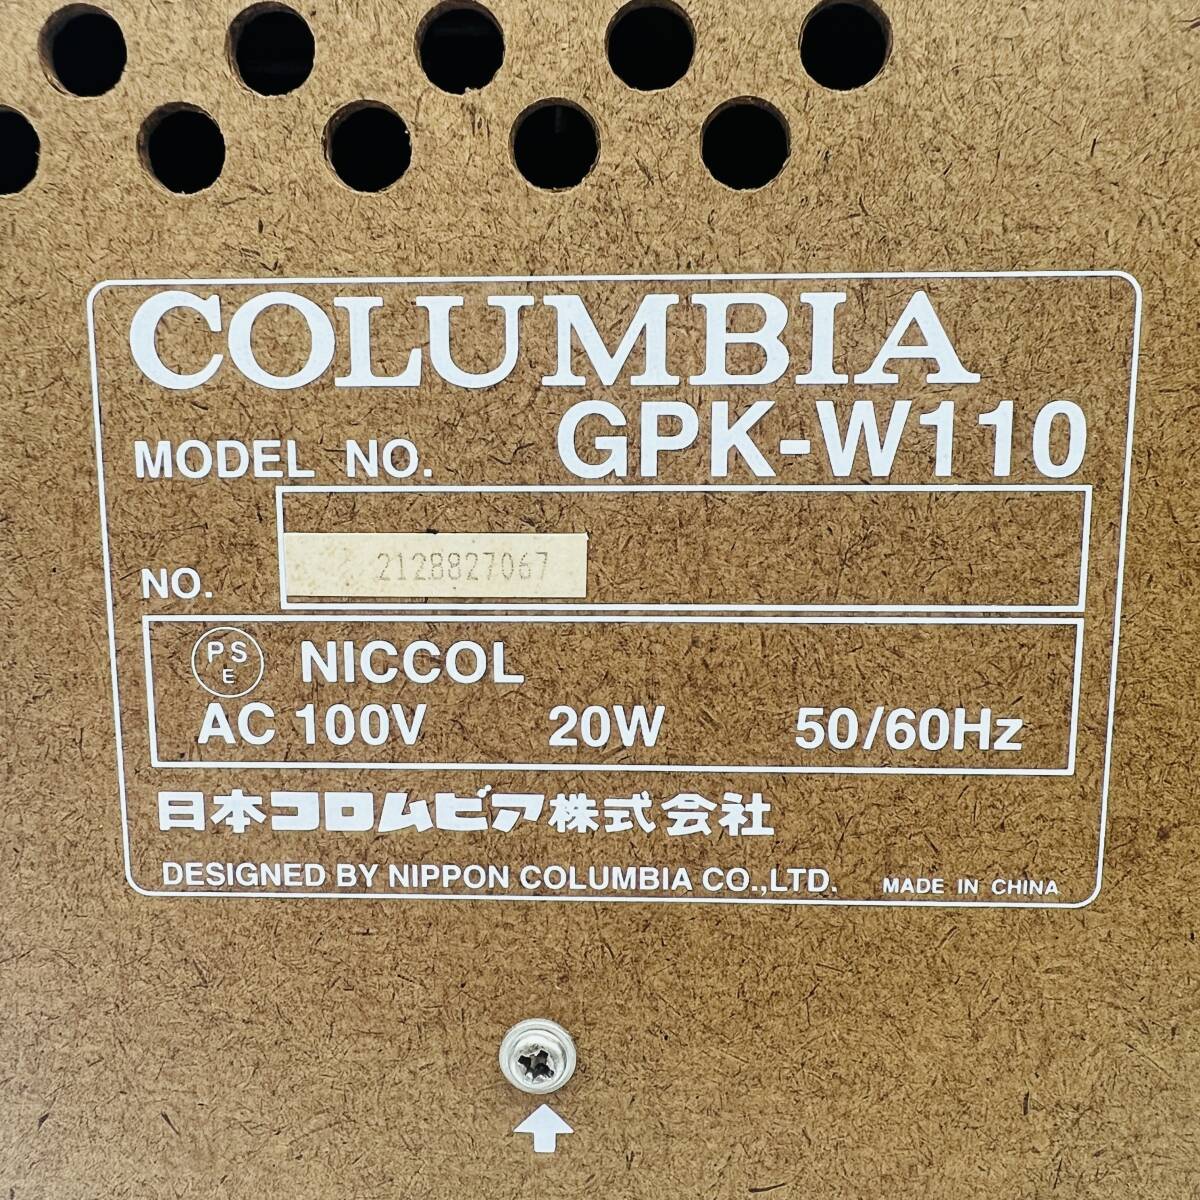 COLUMBIA
MODEL NO. GPK-W110
NO. 2128827067
PSE NICCOL
AC 100V 20W 50/60Hz
日本コロムビア株式会社
DESIGNED BY NIPPON COLUMBIA CO.,LTD. MADE IN CHINA